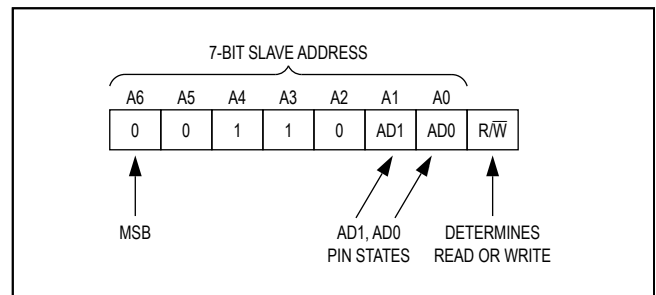 7-BIT SLAVE ADDRESS
A6 A5 A4 A3 A2 A1 A0
0 0 1 1 0 AD1 AD0 R/W̅
MSB
AD1, AD0
PIN STATES
DETERMINES
READ OR WRITE